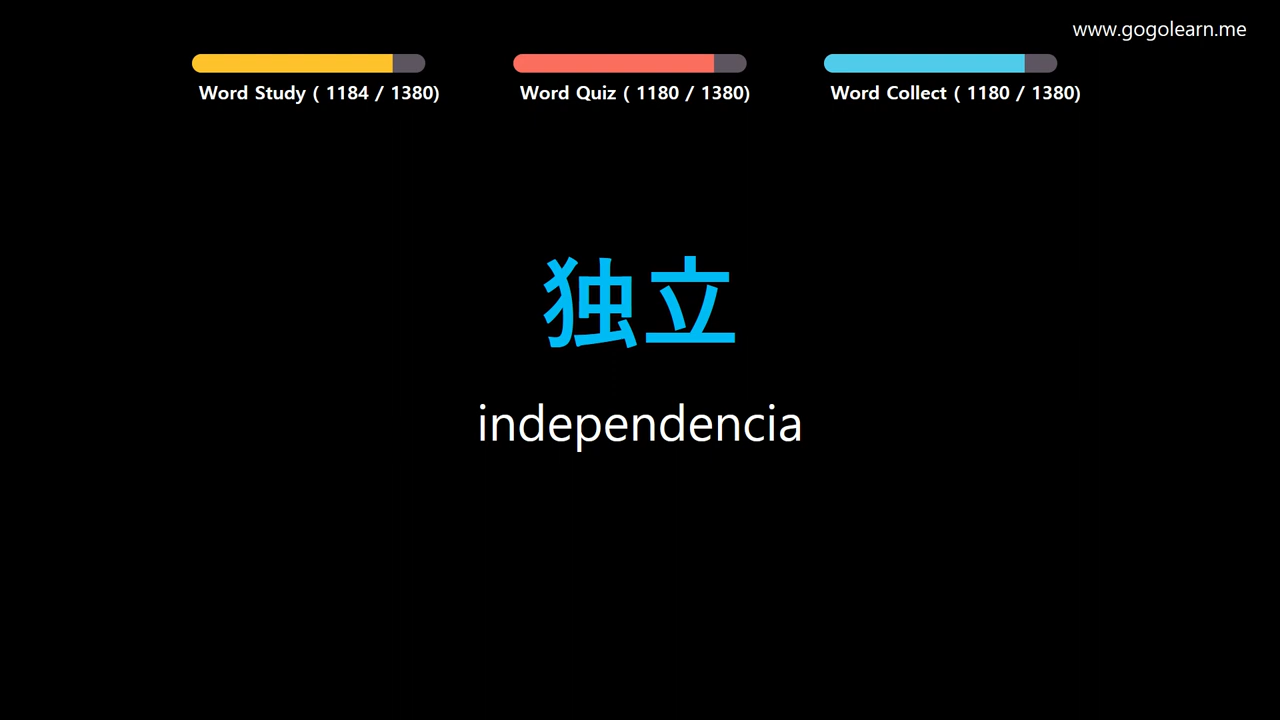 www.gogolearn.me
Word Study ( 1184 / 1380)
Word Quiz ( 1180 / 1380)
Word Collect ( 1180 / 1380)
独立
independencia